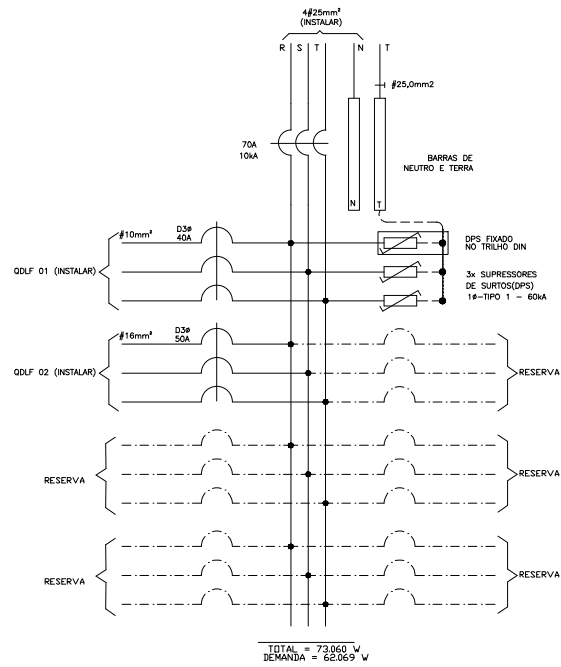 4#25mm²
(INSTALAR)
R S T N T
#25,0mm2
70A
10kA
BARRAS DE
NEUTRO E TERRA
N T
#10mm² D3ø
40A
DPS FIXADO
NO TRILHO DIN
QDLF 01 (INSTALAR)
3x SUPRESSORES
DE SURTOS(DPS)
1ø-TIPO 1 - 60kA
#16mm² D3ø
50A
QDLF 02 (INSTALAR)
RESERVA
RESERVA
RESERVA
RESERVA
RESERVA
TOTAL = 73.060 W
DEMANDA = 62.069 W